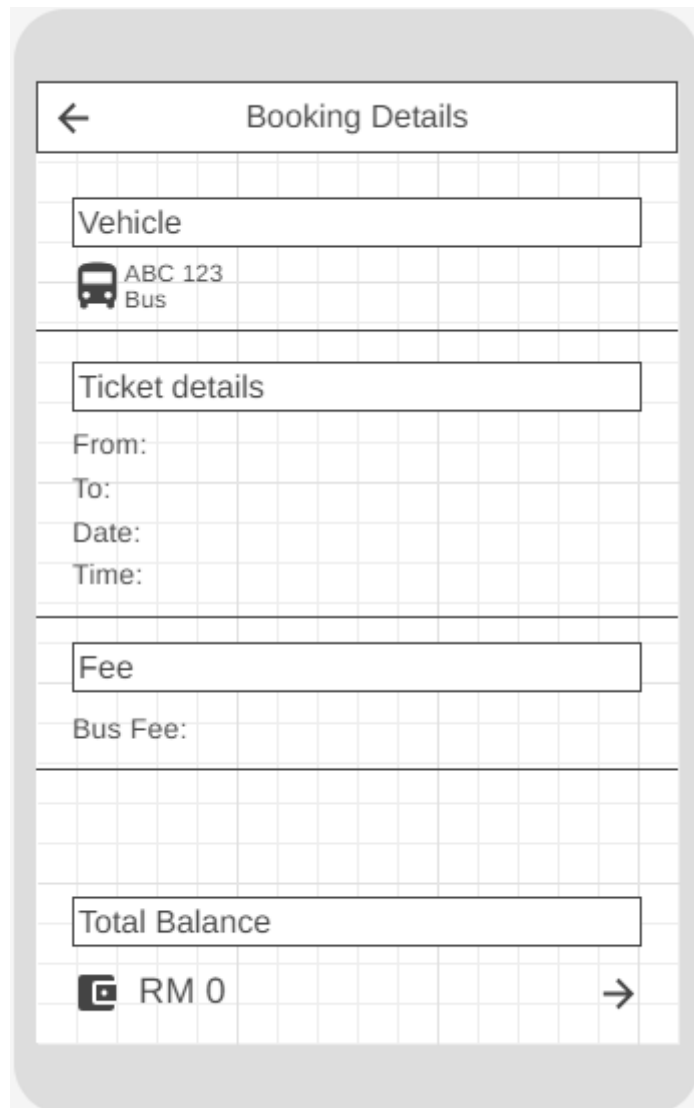 Booking Details
Vehicle
ABC 123
Bus
Ticket details
From:
To:
Date:
Time:
Fee
Bus Fee:
Total Balance
RM 0